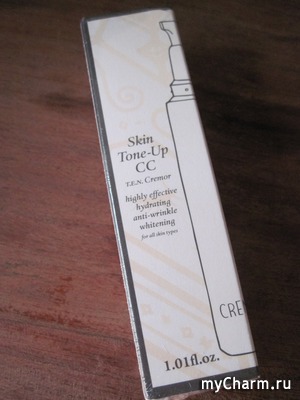 Skin
Tone-Up
CC
T.E.N. Cremor
highly effective
hydrating
anti-wrinkle
whitening
for all skin types
CRE
1.01fl.oz.
myCharm.ru